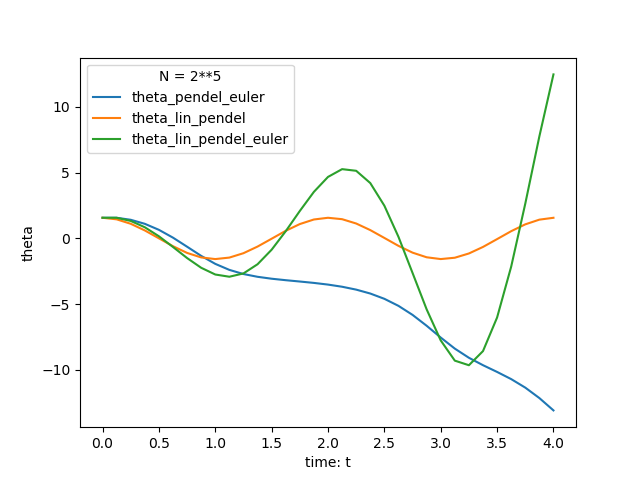 N = 2**5
theta_pendel_euler
theta_lin_pendel
theta_lin_pendel_euler
theta
10
5
0
−5
−10
0.0 0.5 1.0 1.5 2.0 2.5 3.0 3.5 4.0
time: t